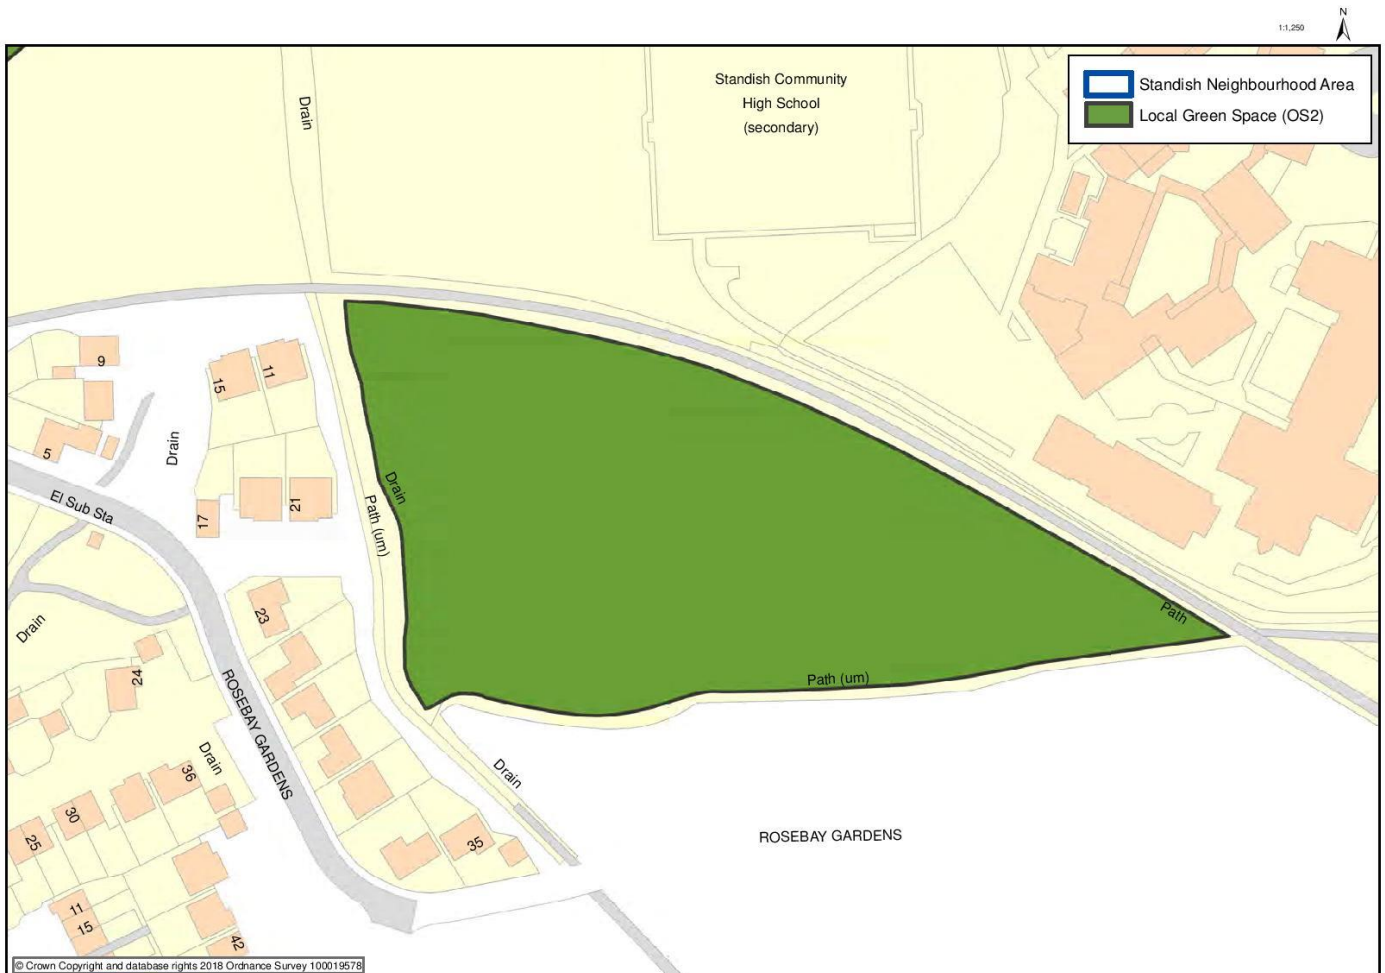 N
1:1,250
Standish Neighbourhood Area
Local Green Space (OS2)
Standish Community
High School
(secondary)
Drain
9
15
11
5
Drain
El Sub Sta
17
21
Drain
Path (um)
23
Drain
24
ROSEBAY GARDENS
Path
Path (um)
Drain
36
30
25
Drain
35
ROSEBAY GARDENS
11
15
42
© Crown Copyright and database rights 2018 Ordnance Survey 100019578